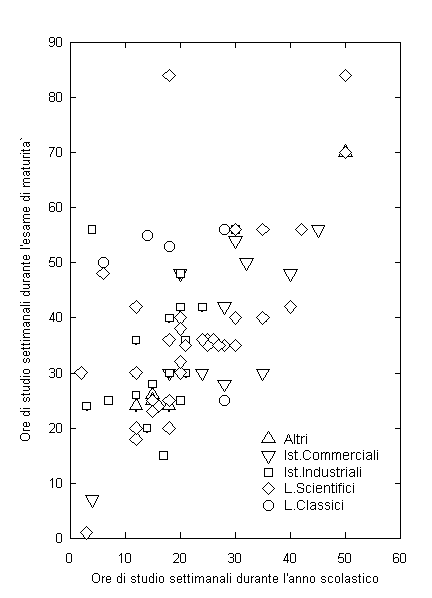 90
80
70
60
50
40
30
20
10
0
Ore di studio settimanali durante l'esame di maturita`
Altri
Ist.Commerciali
Ist.Industriali
L.Scientifici
L.Classici
0 10 20 30 40 50 60
Ore di studio settimanali durante l'anno scolastico